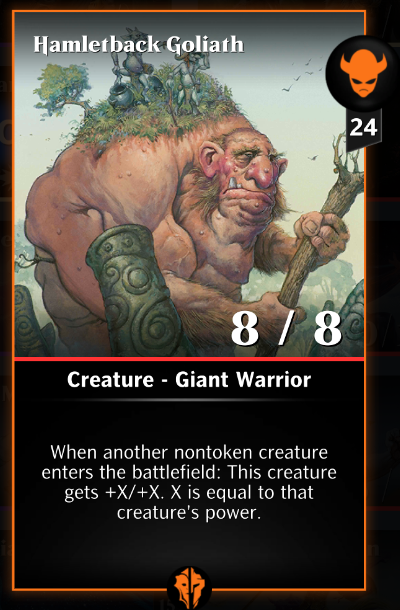 Hamletback Goliath
24
8 / 8
Creature - Giant Warrior
When another nontoken creature
enters the battlefield: This creature
gets +X/+X. X is equal to that
creature's power.